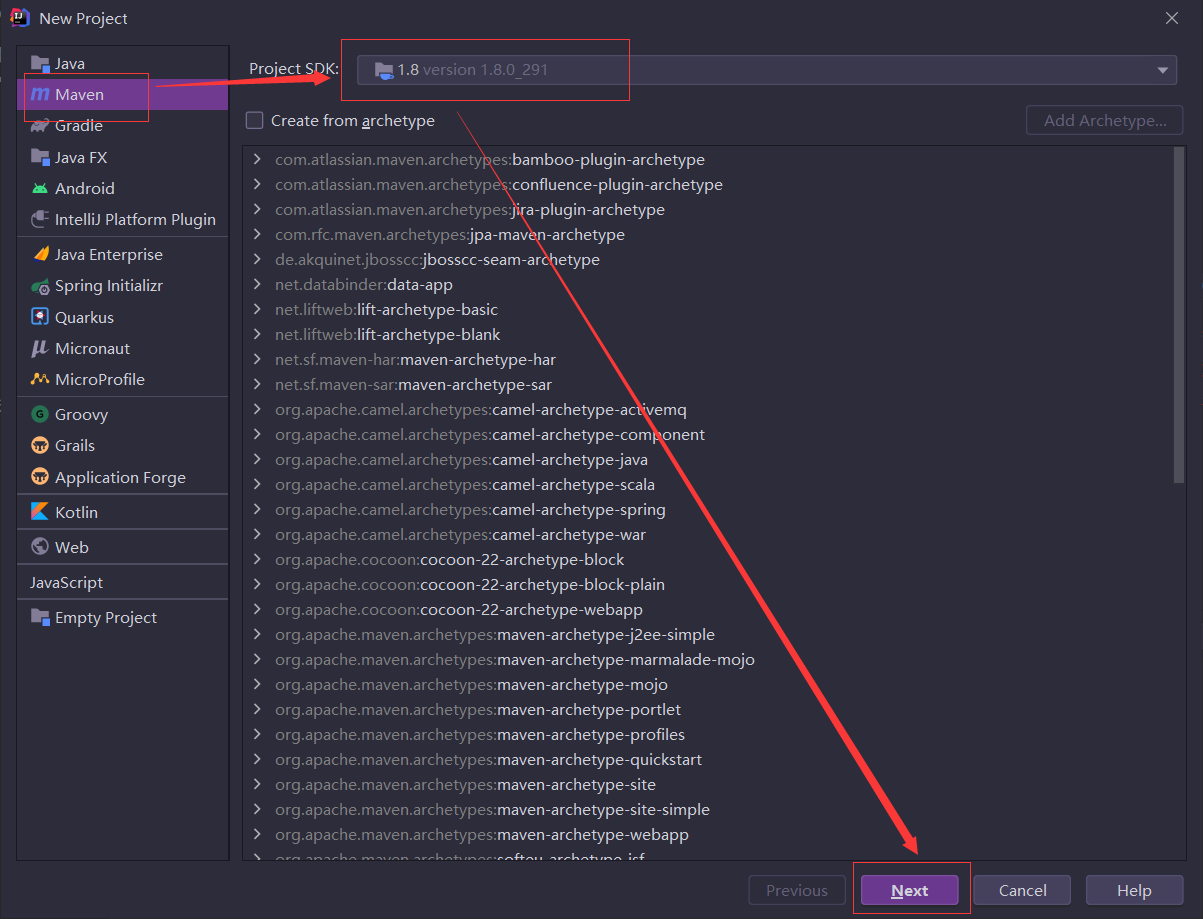 New Project
Java
Maven
Gradle
Java FX
Android
IntelliJ Platform Plugin
Java Enterprise
Spring Initializr
Quarkus
Micronaut
MicroProfile
Groovy
Grails
Application Forge
Kotlin
Web
JavaScript
Empty Project
Project SDK: 1.8 version 1.8.0_291
Create from archetype Add Archetype...
com.atlassian.maven.archetypes:bamboo-plugin-archetype
com.atlassian.maven.archetypes:confluence-plugin-archetype
com.atlassian.maven.archetypes:jira-plugin-archetype
com.rfc.maven.archetypes:jpa-maven-archetype
de.akquinet.jbosscc:jbosscc-seam-archetype
net.databinder:data-app
net.liftweb:lift-archetype-basic
net.liftweb:lift-archetype-blank
net.sf.maven-har:maven-archetype-har
net.sf.maven-sar:maven-archetype-sar
org.apache.camel.archetypes:camel-archetype-activemq
org.apache.camel.archetypes:camel-archetype-component
org.apache.camel.archetypes:camel-archetype-java
org.apache.camel.archetypes:camel-archetype-scala
org.apache.camel.archetypes:camel-archetype-spring
org.apache.camel.archetypes:camel-archetype-war
org.apache.cocoon:cocoon-22-archetype-block
org.apache.cocoon:cocoon-22-archetype-block-plain
org.apache.cocoon:cocoon-22-archetype-webapp
org.apache.maven.archetypes:maven-archetype-j2ee-simple
org.apache.maven.archetypes:maven-archetype-marmalade-mojo
org.apache.maven.archetypes:maven-archetype-mojo
org.apache.maven.archetypes:maven-archetype-portlet
org.apache.maven.archetypes:maven-archetype-profiles
org.apache.maven.archetypes:maven-archetype-quickstart
org.apache.maven.archetypes:maven-archetype-site
org.apache.maven.archetypes:maven-archetype-site-simple
org.apache.maven.archetypes:maven-archetype-webapp
org.apache.maven.archetypes:softeu-archetype-jsf
Previous Next Cancel Help